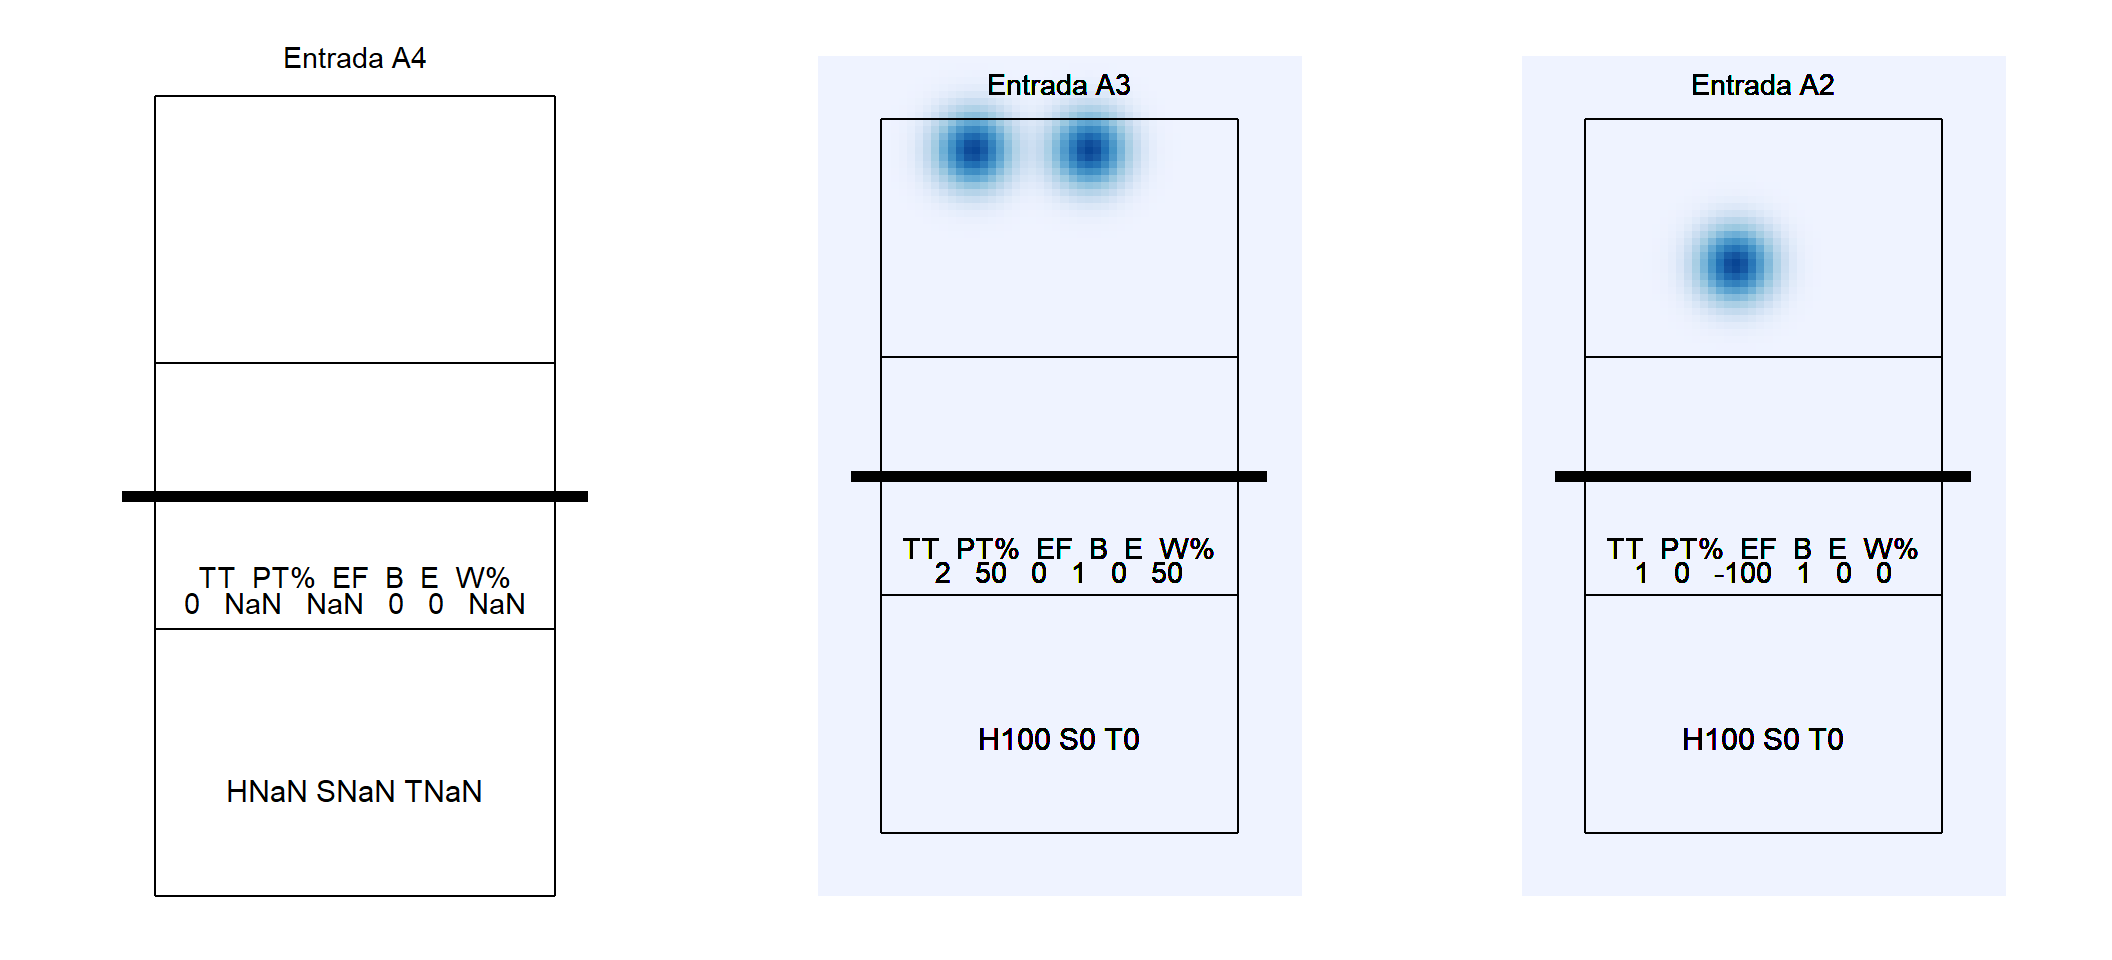 Entrada A4
TT PT% EF B E W%
0 NaN NaN 0 0 NaN
HNaN SNaN TNaN
Entrada A3
TT PT% EF B E W%
2 50 0 1 0 50
H100 S0 T0
Entrada A2
TT PT% EF B E W%
1 0 -100 1 0 0
H100 S0 T0